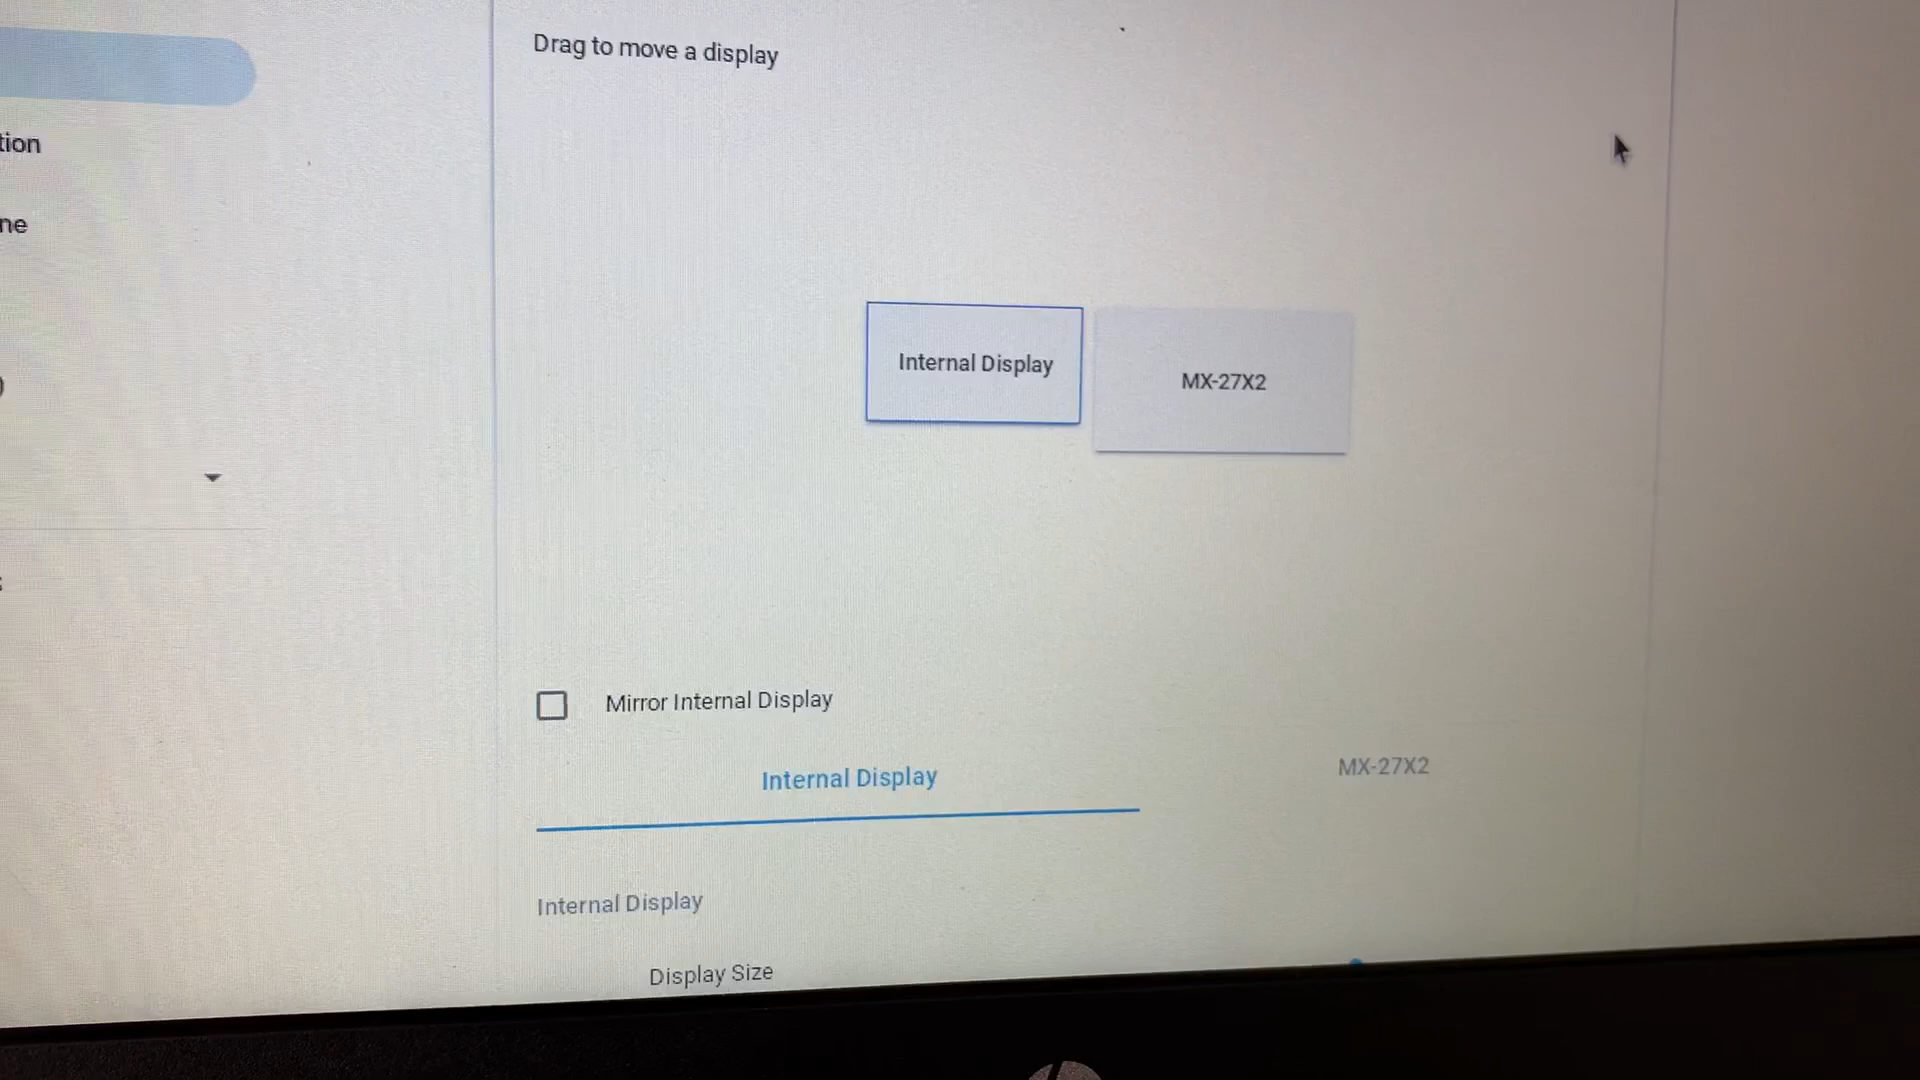 Drag to move a display
tion
ne
Internal Display
MX-27X2
Mirror Internal Display
Internal Display
MX-27X2
Internal Display
Display Size